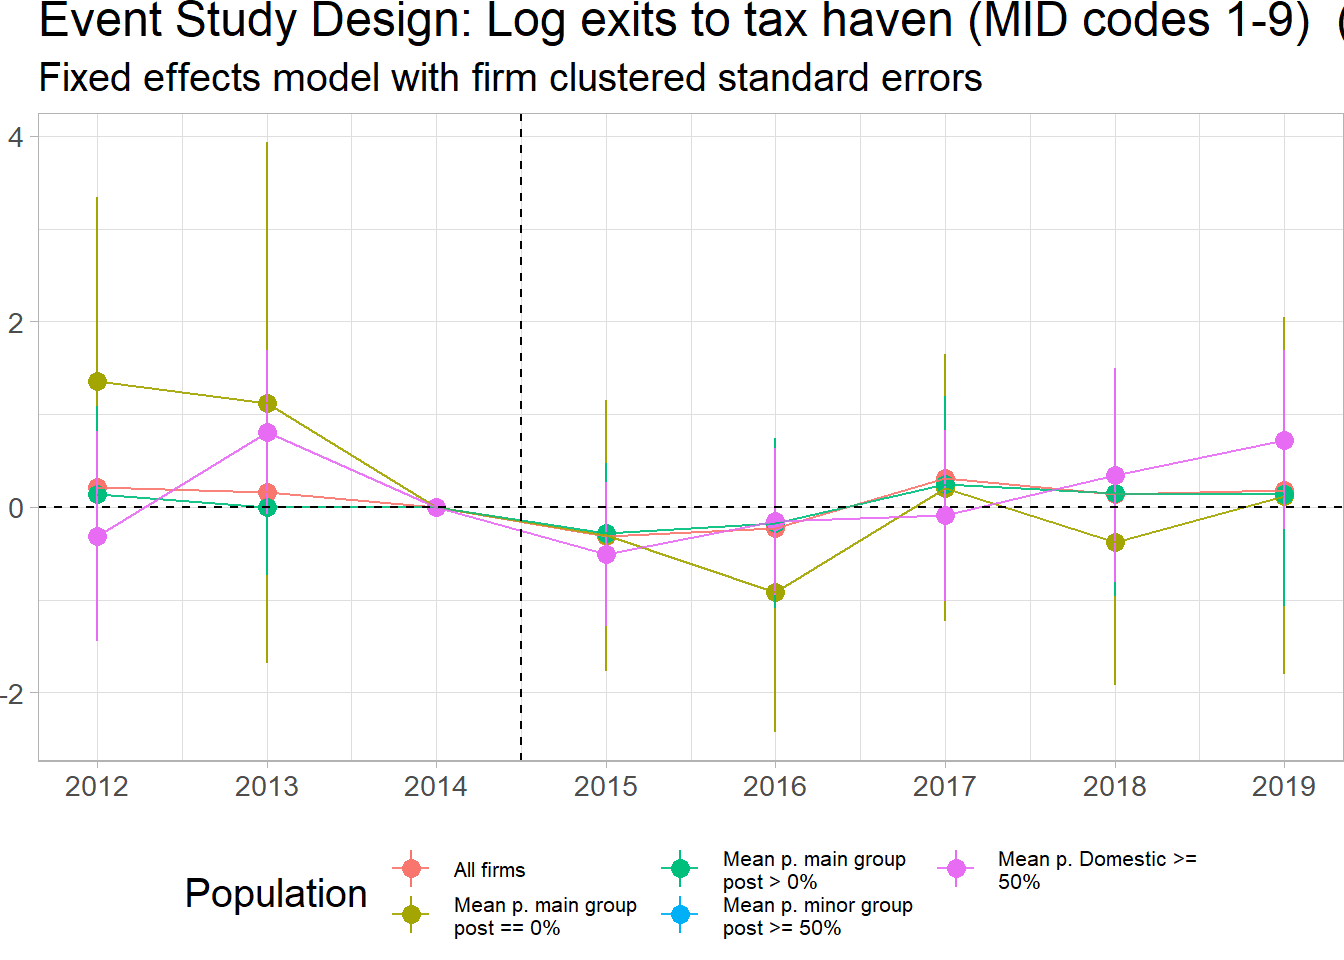 Event Study Design: Log exits to tax haven (MID codes 1-9) (
Fixed effects model with firm clustered standard errors
4
2
0
-2
2012 2013 2014 2015 2016 2017 2018 2019
Population
All firms
Mean p. main group
post == 0%
Mean p. main group
post > 0%
Mean p. minor group
post >= 50%
Mean p. Domestic >=
50%